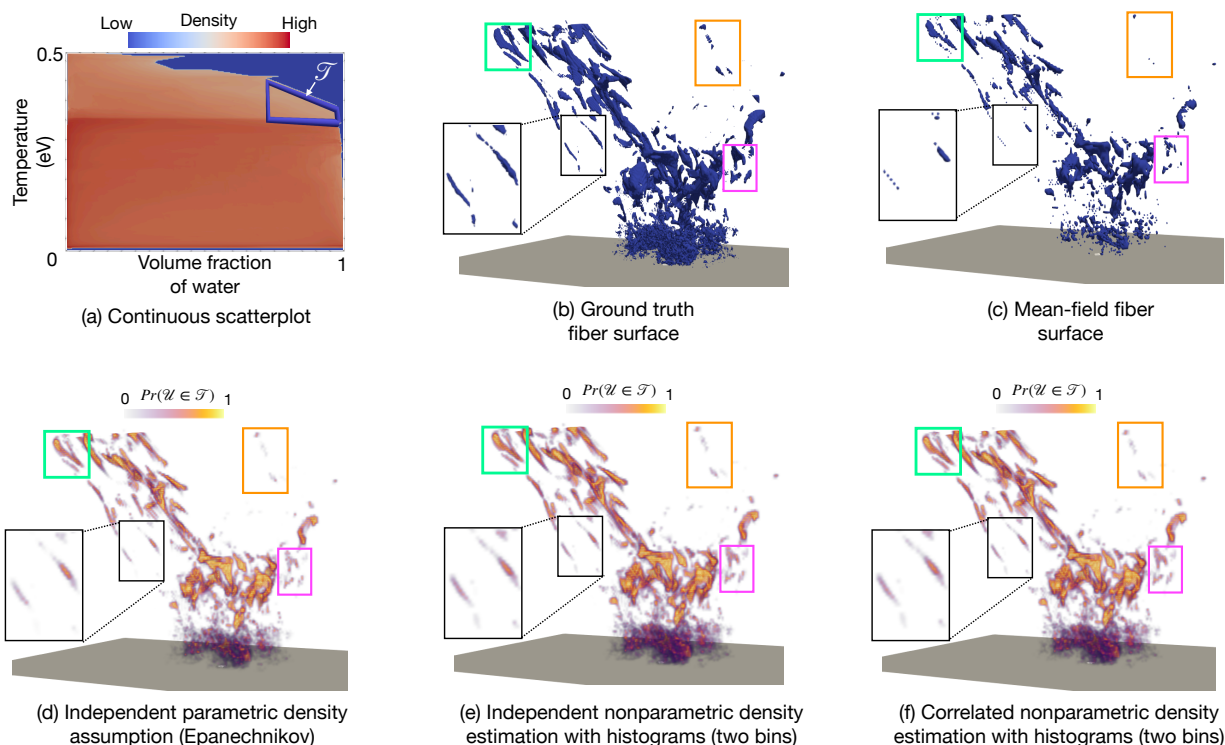 Low Density High
0.5
𝒯
Temperature
(eV)
0
Volume fraction
of water
1
(a) Continuous scatterplot
(b) Ground truth
fiber surface
(c) Mean-field fiber
surface
0 Pr(𝒰 ∈ 𝒯) 1
0 Pr(𝒰 ∈ 𝒯) 1
0 Pr(𝒰 ∈ 𝒯) 1
(d) Independent parametric density
assumption (Epanechnikov)
(e) Independent nonparametric density
estimation with histograms (two bins)
(f) Correlated nonparametric density
estimation with histograms (two bins)